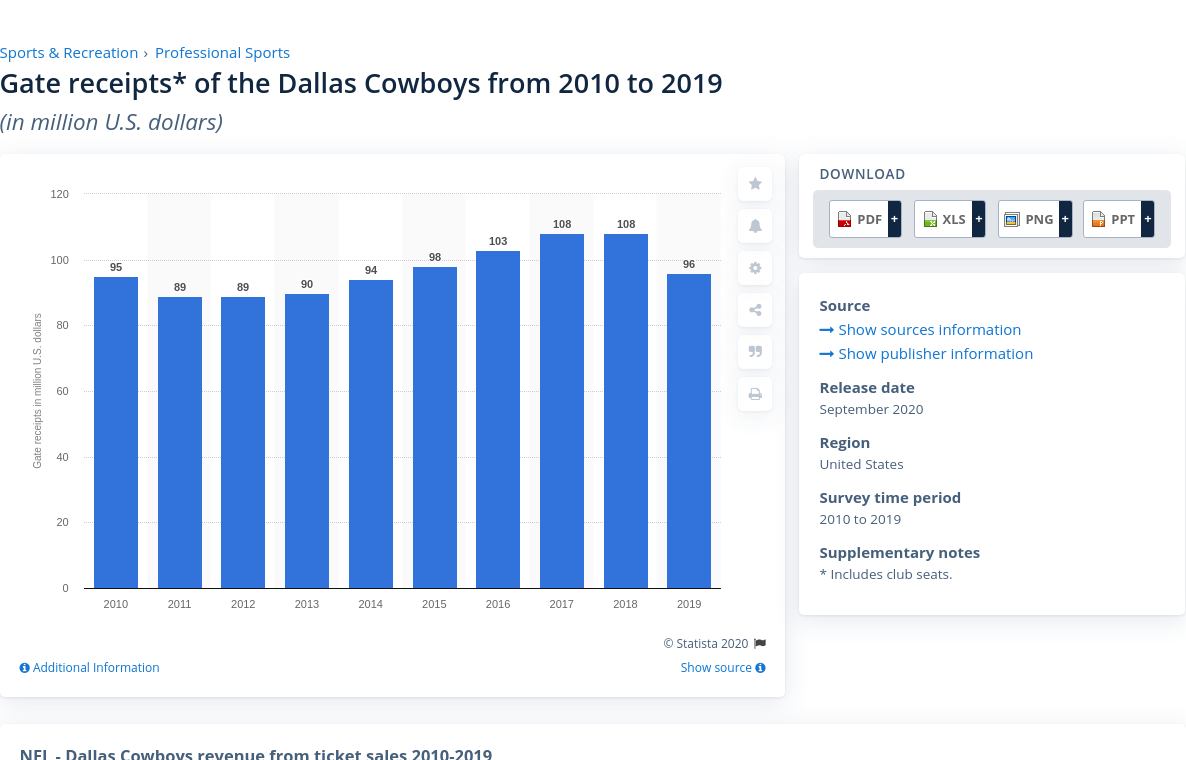 Sports & Recreation › Professional Sports
Gate receipts* of the Dallas Cowboys from 2010 to 2019
(in million U.S. dollars)
120
100
80
60
40
20
0
Gate receipts in million U.S. dollars
95
89
89
90
94
98
103
108
108
96
2010 2011 2012 2013 2014 2015 2016 2017 2018 2019
© Statista 2020
Additional Information
Show source
DOWNLOAD
PDF + XLS + PNG + PPT +
Source
Show sources information
Show publisher information
Release date
September 2020
Region
United States
Survey time period
2010 to 2019
Supplementary notes
* Includes club seats.
NFL - Dallas Cowboys revenue from ticket sales 2010-2019